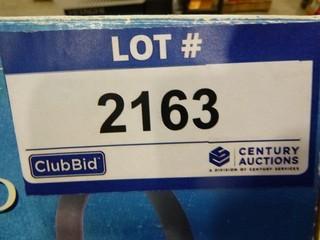 LOT #
2163
ClubBid
CENTURY
AUCTIONS
A DIVISION OF CENTURY SERVICES